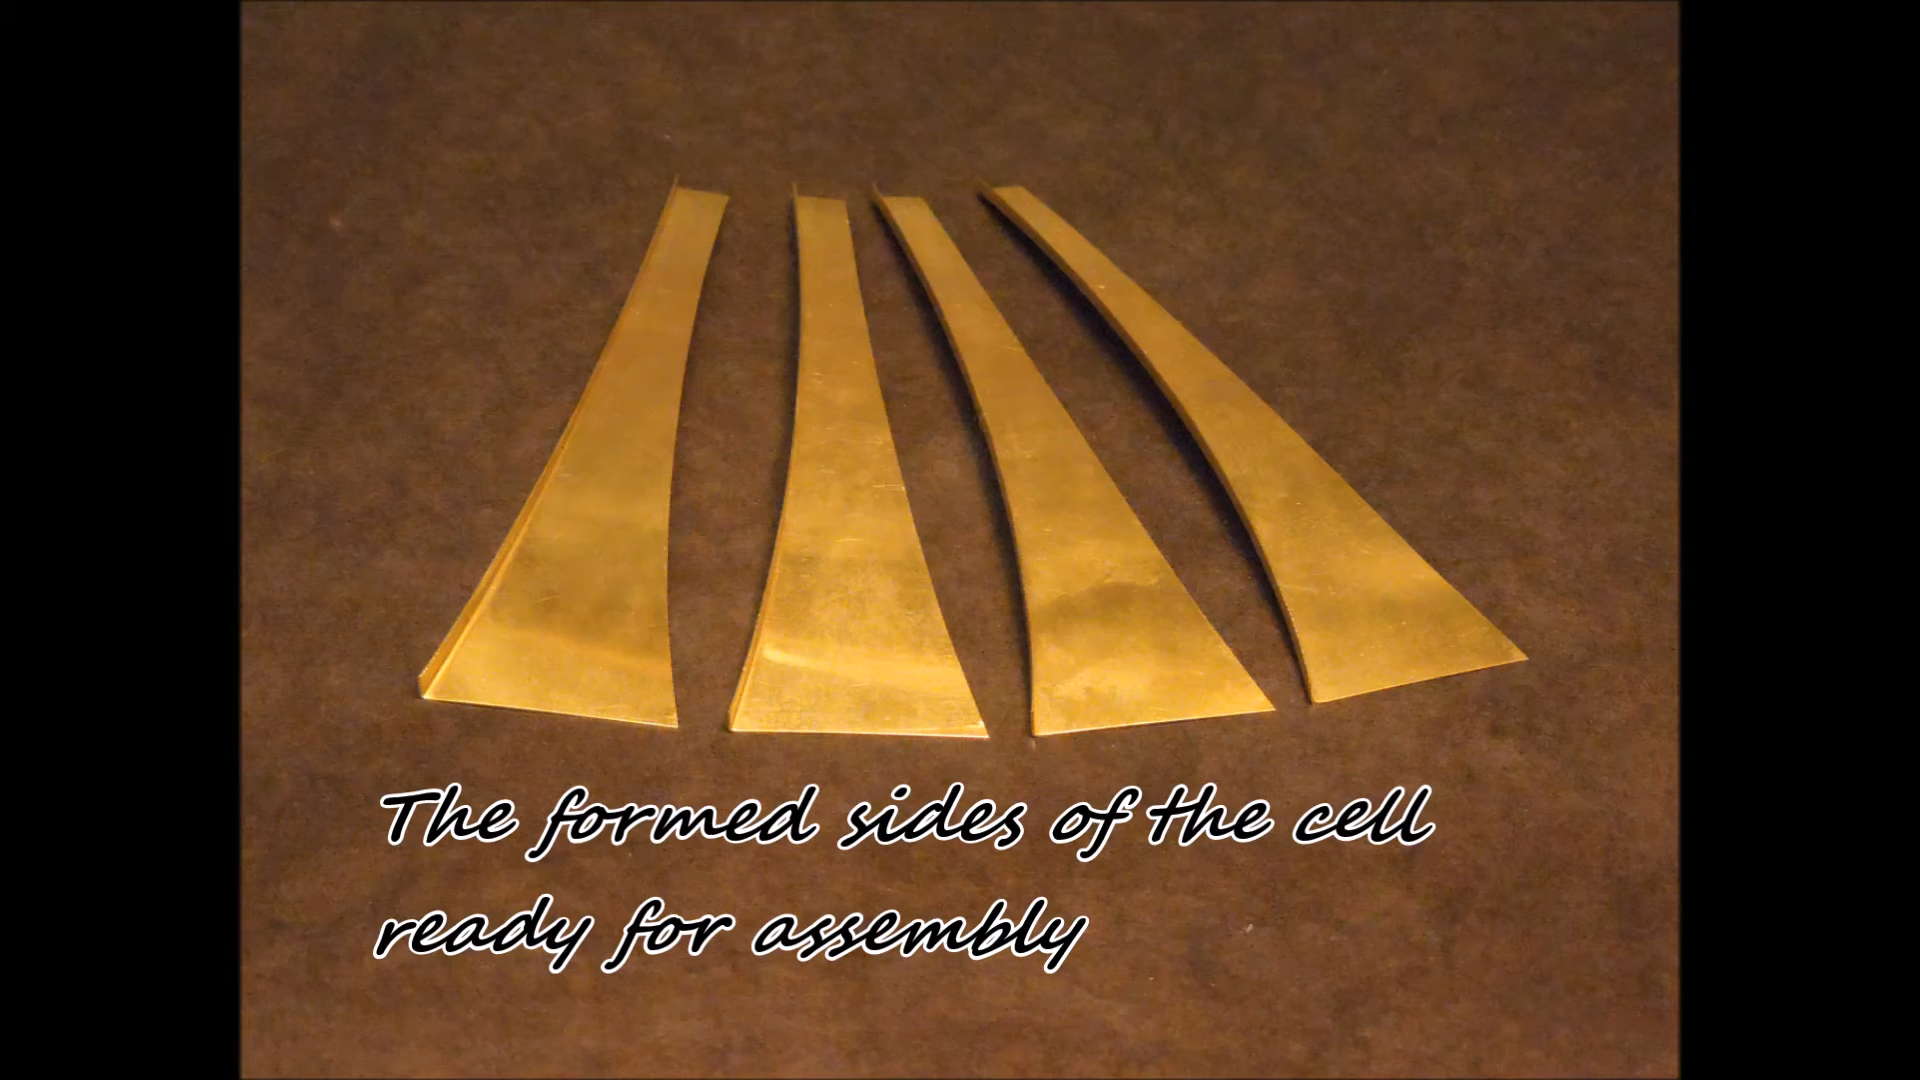 The formed sides of the cell
ready for assembly